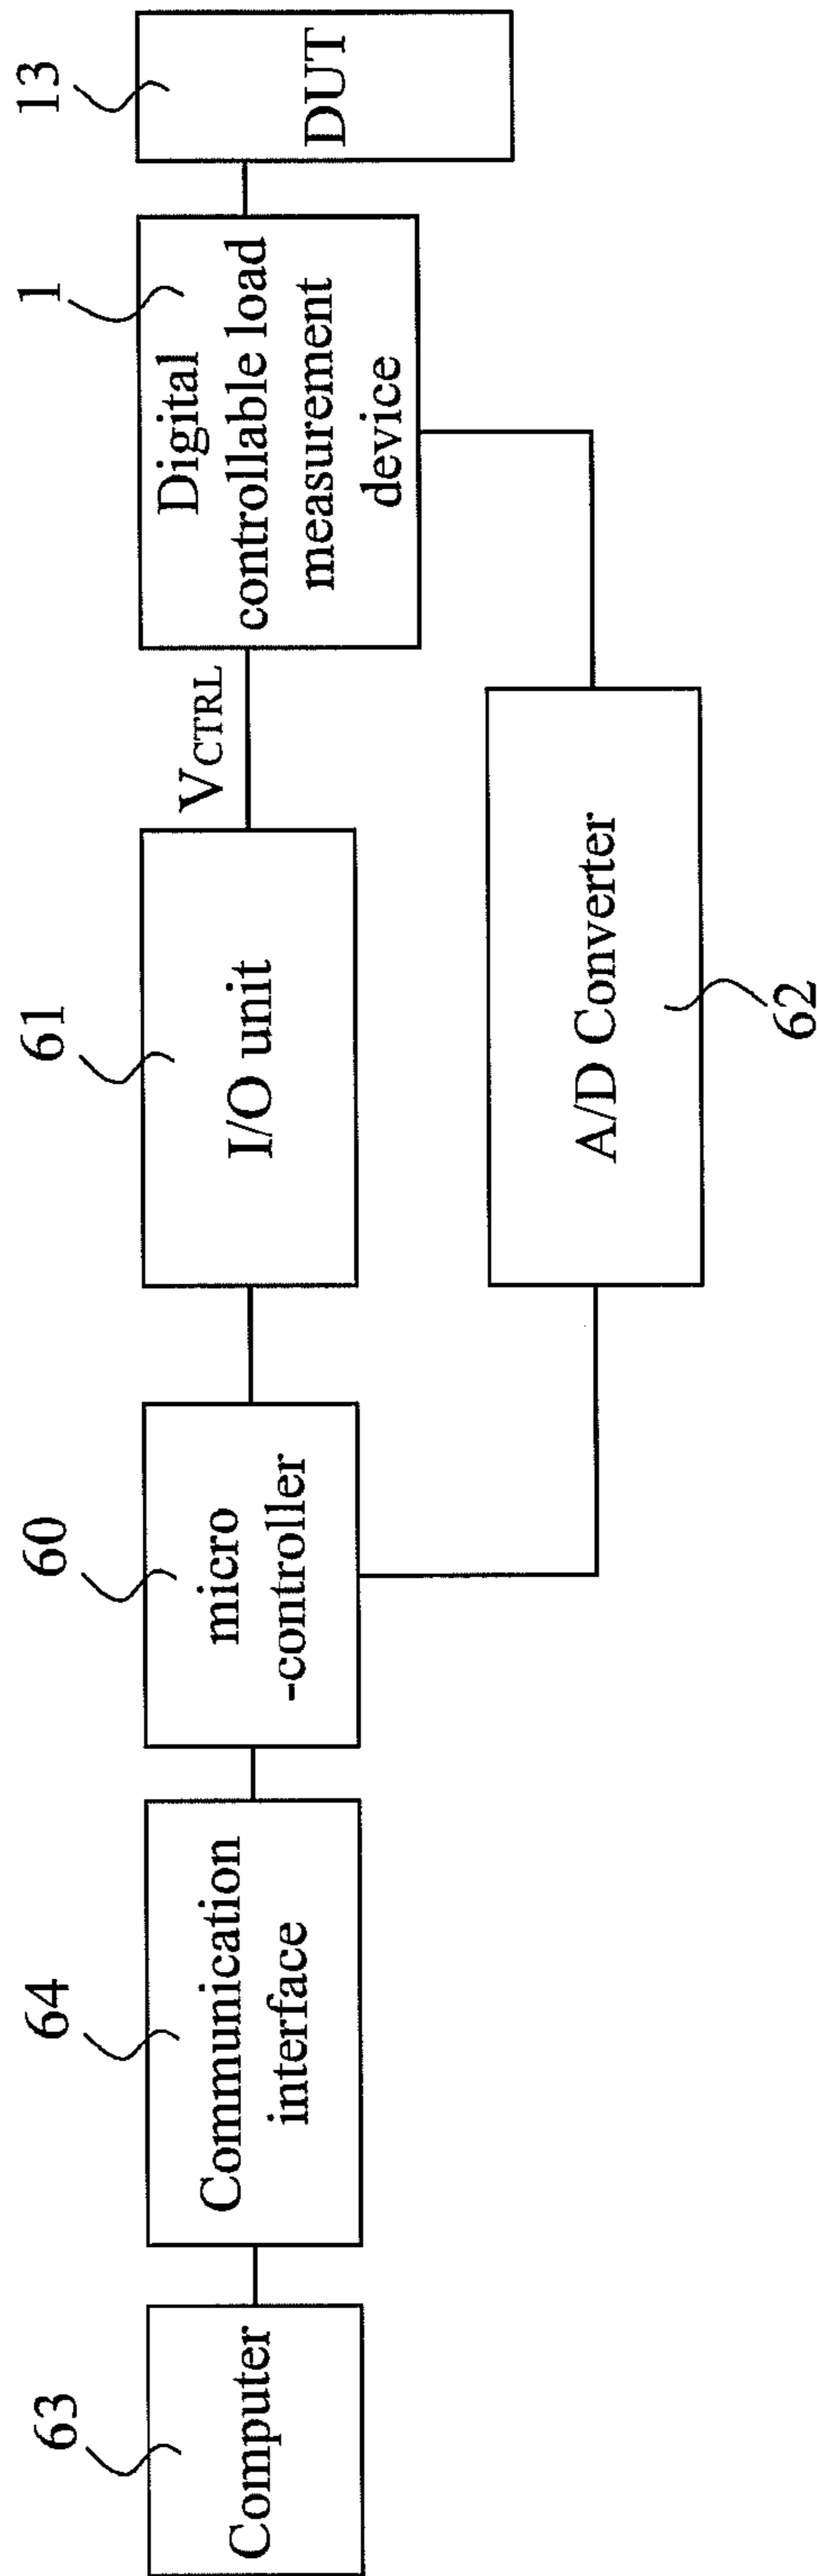 63
Computer
64
Communication
interface
60
micro
-controller
61
I/O unit
VCTRL
1
Digital
controllable load
measurement
device
13
DUT
A/D Converter
62